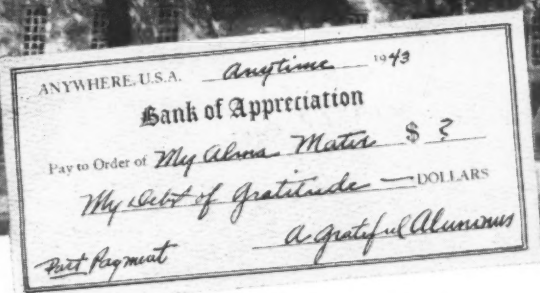 ANYWHERE, U.S.A. Anytime 1943
Bank of Appreciation
Pay to Order of My Alma Mater $ ?
My Debt of Gratitude — DOLLARS
Part Payment A Grateful Alumnus